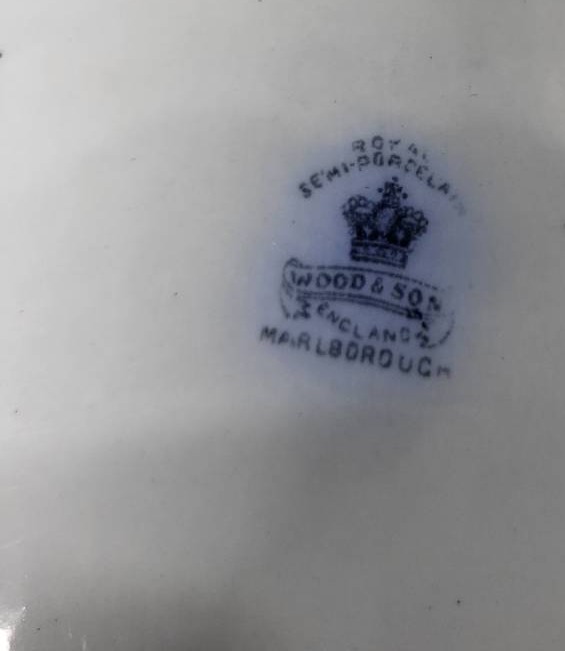 ROYAL
SEMI-PORCELAIN
WOOD & SON
ENGLAND
MARLBOROUGH